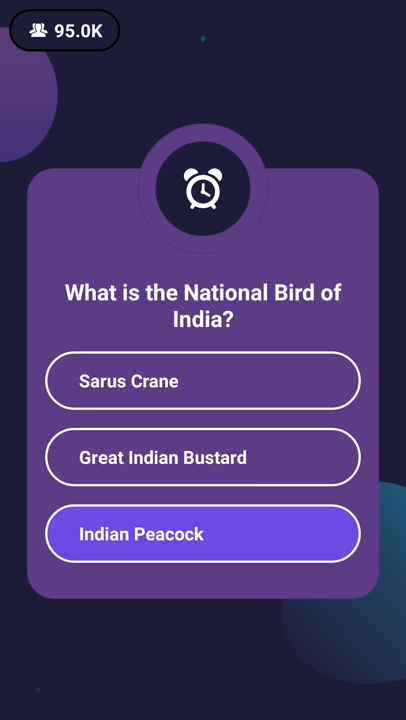 95.0K
What is the National Bird of
India?
Sarus Crane
Great Indian Bustard
Indian Peacock